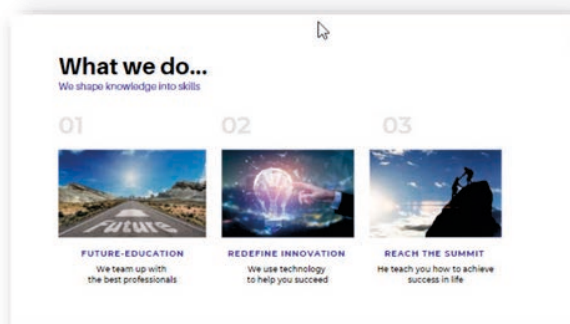 What we do...
We shape knowledge into skills
01
02
03
Future
FUTURE-EDUCATION
We team up with
the best professionals
REDEFINE INNOVATION
We use technology
to help you succeed
REACH THE SUMMIT
He teach you how to achieve
success in life